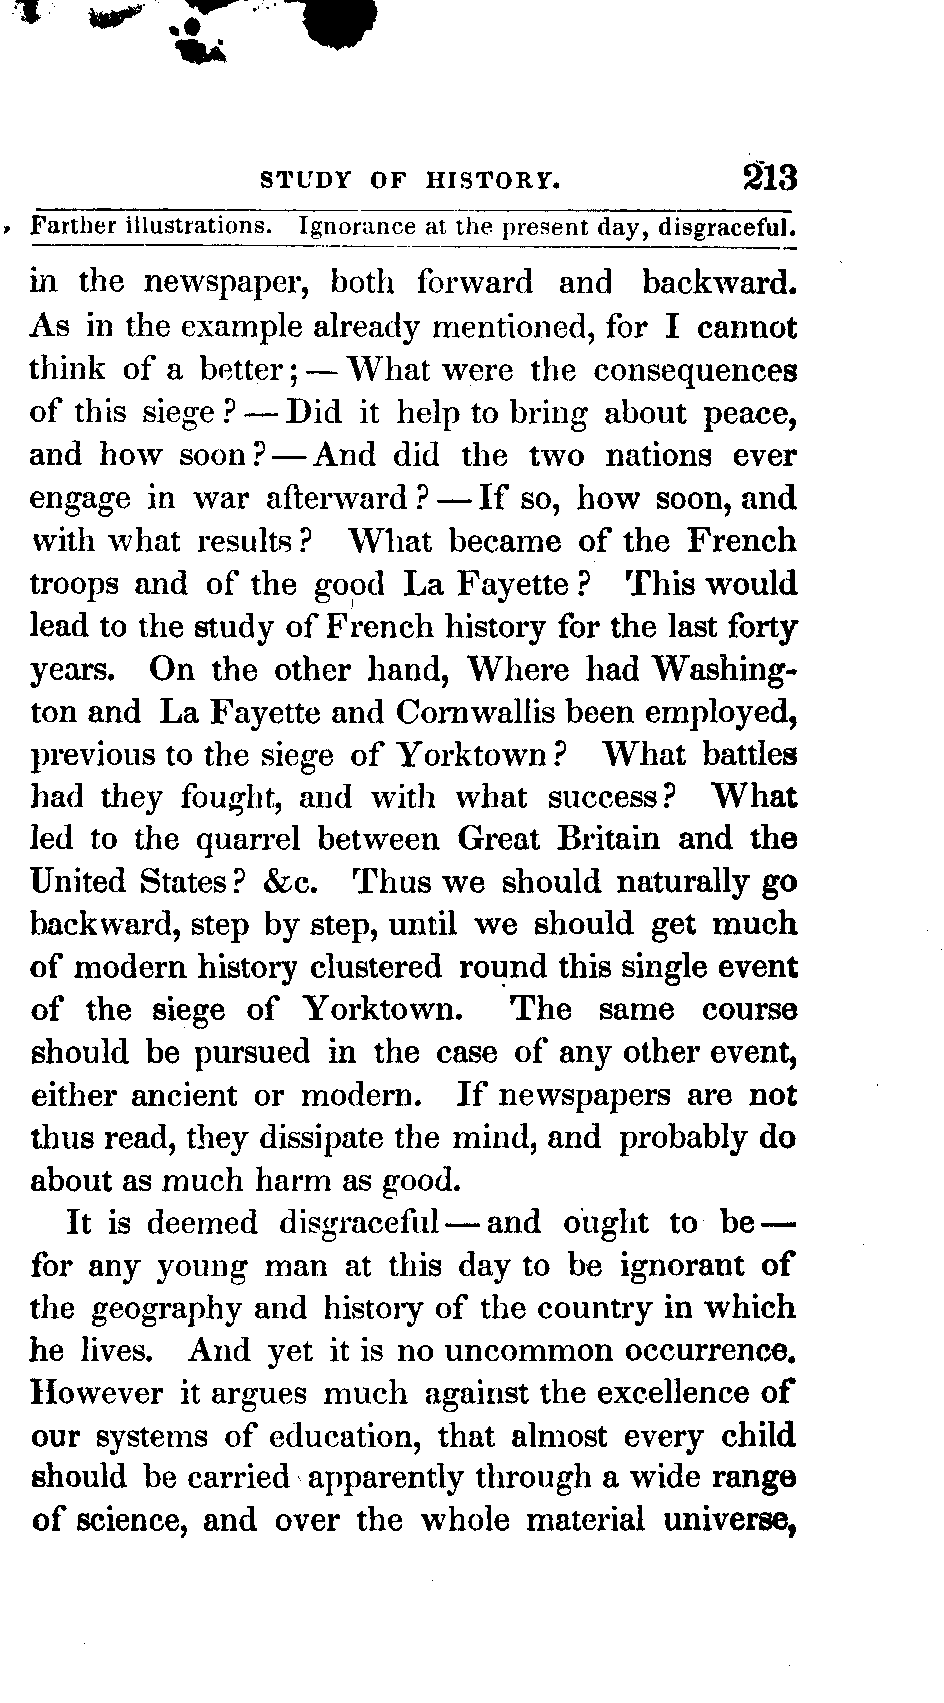 STUDY OF HISTORY. 213
Farther illustrations. Ignorance at the present day, disgraceful.
in the newspaper, both forward and backward.
As in the example already mentioned, for I cannot
think of a better; — What were the consequences
of this siege? — Did it help to bring about peace,
and how soon? — And did the two nations ever
engage in war afterward? — If so, how soon, and
with what results? What became of the French
troops and of the good La Fayette? This would
lead to the study of French history for the last forty
years. On the other hand, Where had Washing-
ton and La Fayette and Cornwallis been employed,
previous to the siege of Yorktown? What battles
had they fought, and with what success? What
led to the quarrel between Great Britain and the
United States? &c. Thus we should naturally go
backward, step by step, until we should get much
of modern history clustered round this single event
of the siege of Yorktown. The same course
should be pursued in the case of any other event,
either ancient or modern. If newspapers are not
thus read, they dissipate the mind, and probably do
about as much harm as good.
It is deemed disgraceful — and ought to be —
for any young man at this day to be ignorant of
the geography and history of the country in which
he lives. And yet it is no uncommon occurrence.
However it argues much against the excellence of
our systems of education, that almost every child
should be carried apparently through a wide range
of science, and over the whole material universe,